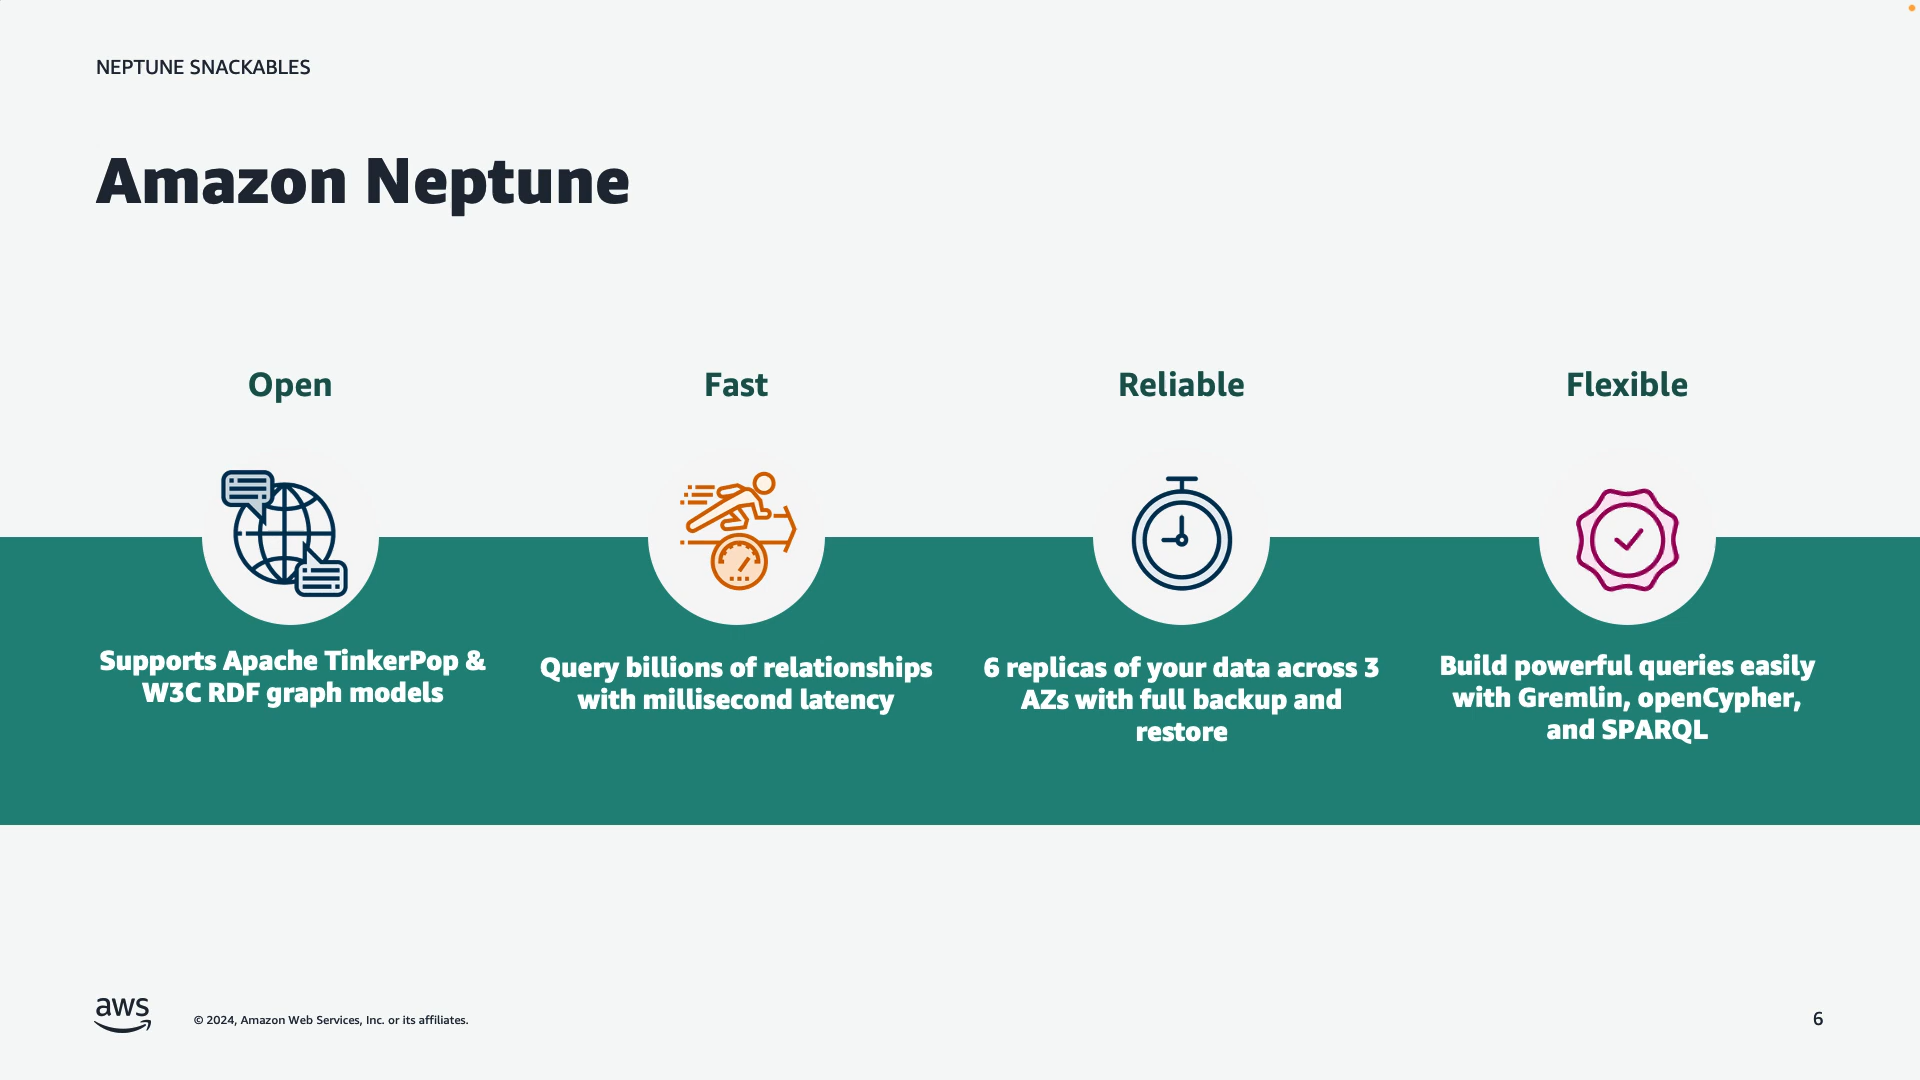 NEPTUNE SNACKABLES
Amazon Neptune
Open
Supports Apache TinkerPop &
W3C RDF graph models
Fast
Query billions of relationships
with millisecond latency
Reliable
6 replicas of your data across 3
AZs with full backup and
restore
Flexible
Build powerful queries easily
with Gremlin, openCypher,
and SPARQL
aws
© 2024, Amazon Web Services, Inc. or its affiliates.
6